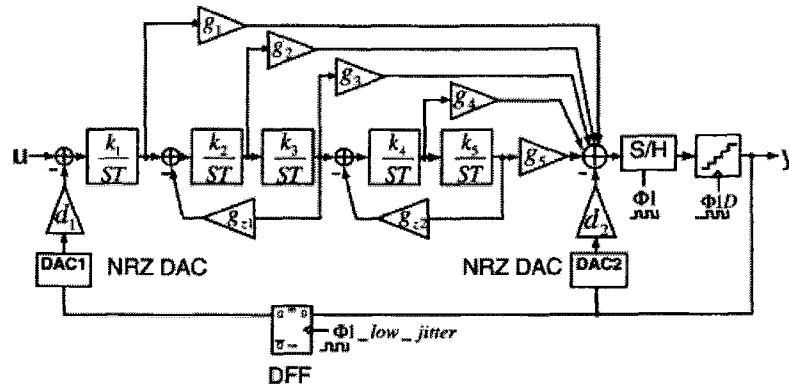 g1
g2
g3
g4
u
k1
ST
k2
ST
k3
ST
k4
ST
k5
ST
g5
S/H
y
-
-
-
-
Φ1
Φ1D
d1
gz1
gz2
d2
DAC1
NRZ DAC
NRZ DAC
DAC2
Φ1_low_jitter
DFF